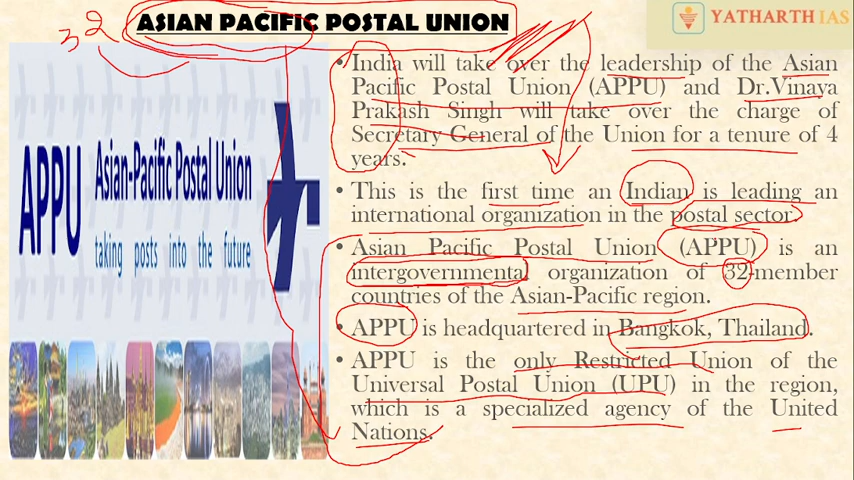 ASIAN PACIFIC POSTAL UNION
YATHARTH IAS
32
APPU
Asian-Pacific Postal Union
taking posts into the future
• India will take over the leadership of the Asian
Pacific Postal Union (APPU) and Dr.Vinaya
Prakash Singh will take over the charge of
Secretary General of the Union for a tenure of 4
years.
• This is the first time an Indian is leading an
international organization in the postal sector.
• Asian Pacific Postal Union (APPU) is an
intergovernmental organization of 32-member
countries of the Asian-Pacific region.
• APPU is headquartered in Bangkok, Thailand.
• APPU is the only Restricted Union of the
Universal Postal Union (UPU) in the region,
which is a specialized agency of the United
Nations.